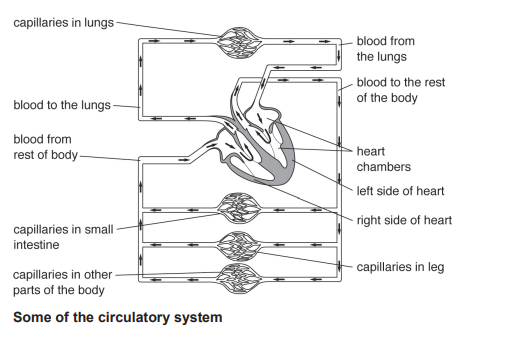 capillaries in lungs
blood from
the lungs
blood to the rest
of the body
blood to the lungs
blood from
rest of body
heart
chambers
left side of heart
right side of heart
capillaries in small
intestine
capillaries in leg
capillaries in other
parts of the body
Some of the circulatory system